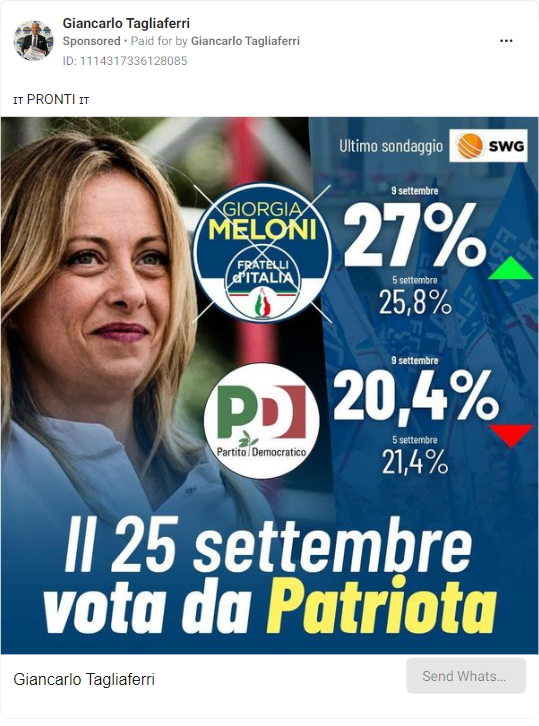 Giancarlo Tagliaferri
Sponsored • Paid for by Giancarlo Tagliaferri
ID: 1114317336128085
IT PRONTI IT
Ultimo sondaggio SWG
9 settembre
GIORGIA
MELONI
27%
FRATELLI
d'ITALIA
5 settembre
25,8%
9 settembre
20,4%
PD
Partito Democratico
5 settembre
21,4%
Il 25 settembre
vota da Patriota
Giancarlo Tagliaferri
Send Whats...